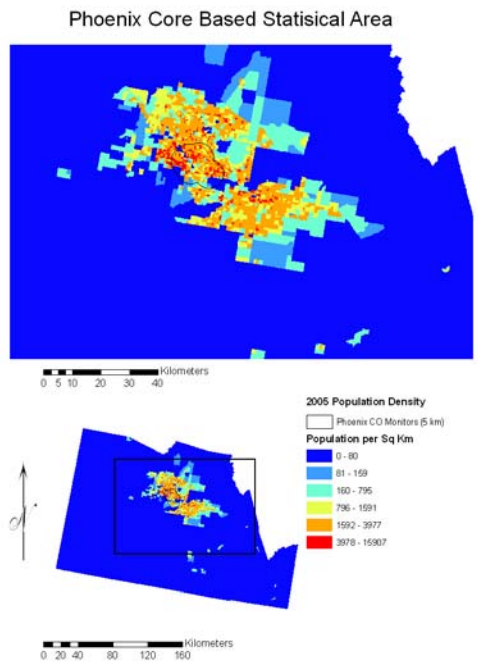 Phoenix Core Based Statisical Area
Kilometers
0 5 10 20 30 40
2005 Population Density
Phoenix CO Monitors (5 km)
Population per Sq Km
0 - 80
81 - 159
160 - 795
796 - 1591
1592 - 3977
3978 - 15907
N
Kilometers
0 20 40 80 120 160